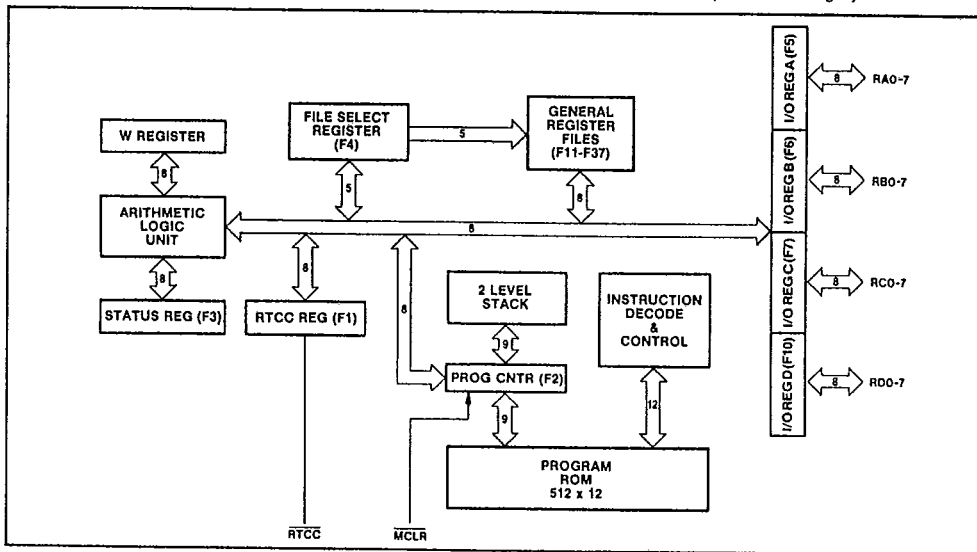 W REGISTER
8
ARITHMETIC
LOGIC
UNIT
8
STATUS REG (F3)
FILE SELECT
REGISTER
(F4)
5
5
GENERAL
REGISTER
FILES
(F11-F37)
8
8
8
RTCC REG (F1)
8
2 LEVEL
STACK
9
PROG CNTR (F2)
9
INSTRUCTION
DECODE
&
CONTROL
12
PROGRAM
ROM
512 x 12
RTCC
MCLR
I/O REG A (F5)
8
RA0-7
I/O REG B (F6)
8
RB0-7
I/O REG C (F7)
8
RC0-7
I/O REG D (F10)
8
RD0-7